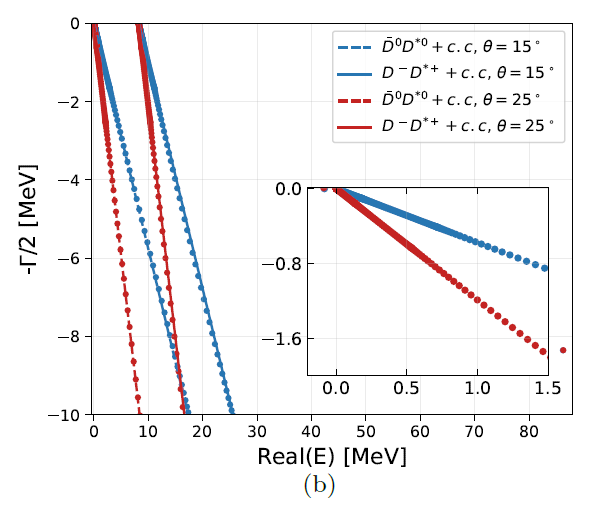 0
−2
−4
−6
−8
−10
-Γ/2 [MeV]
D̄⁰D*⁰ + c. c, θ = 15°
D⁻D*⁺ + c. c, θ = 15°
D̄⁰D*⁰ + c. c, θ = 25°
D⁻D*⁺ + c. c, θ = 25°
0.0
−0.8
−1.6
0.0 0.5 1.0 1.5
0 10 20 30 40 50 60 70 80
Real(E) [MeV]
(b)